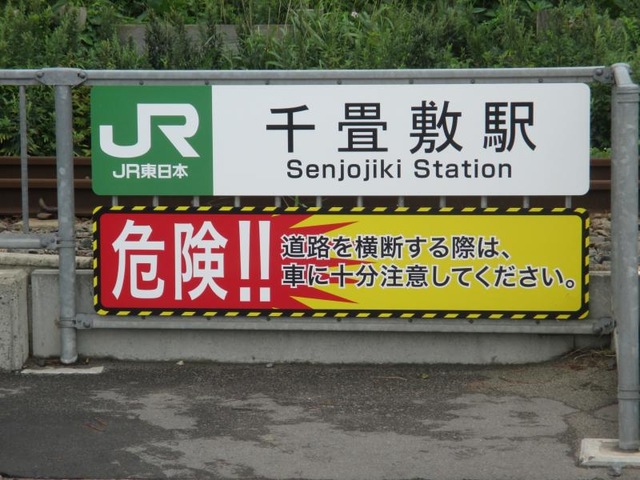 JR
JR東日本
千畳敷駅
Senjojiki Station
危険!!
道路を横断する際は、
車に十分注意してください。